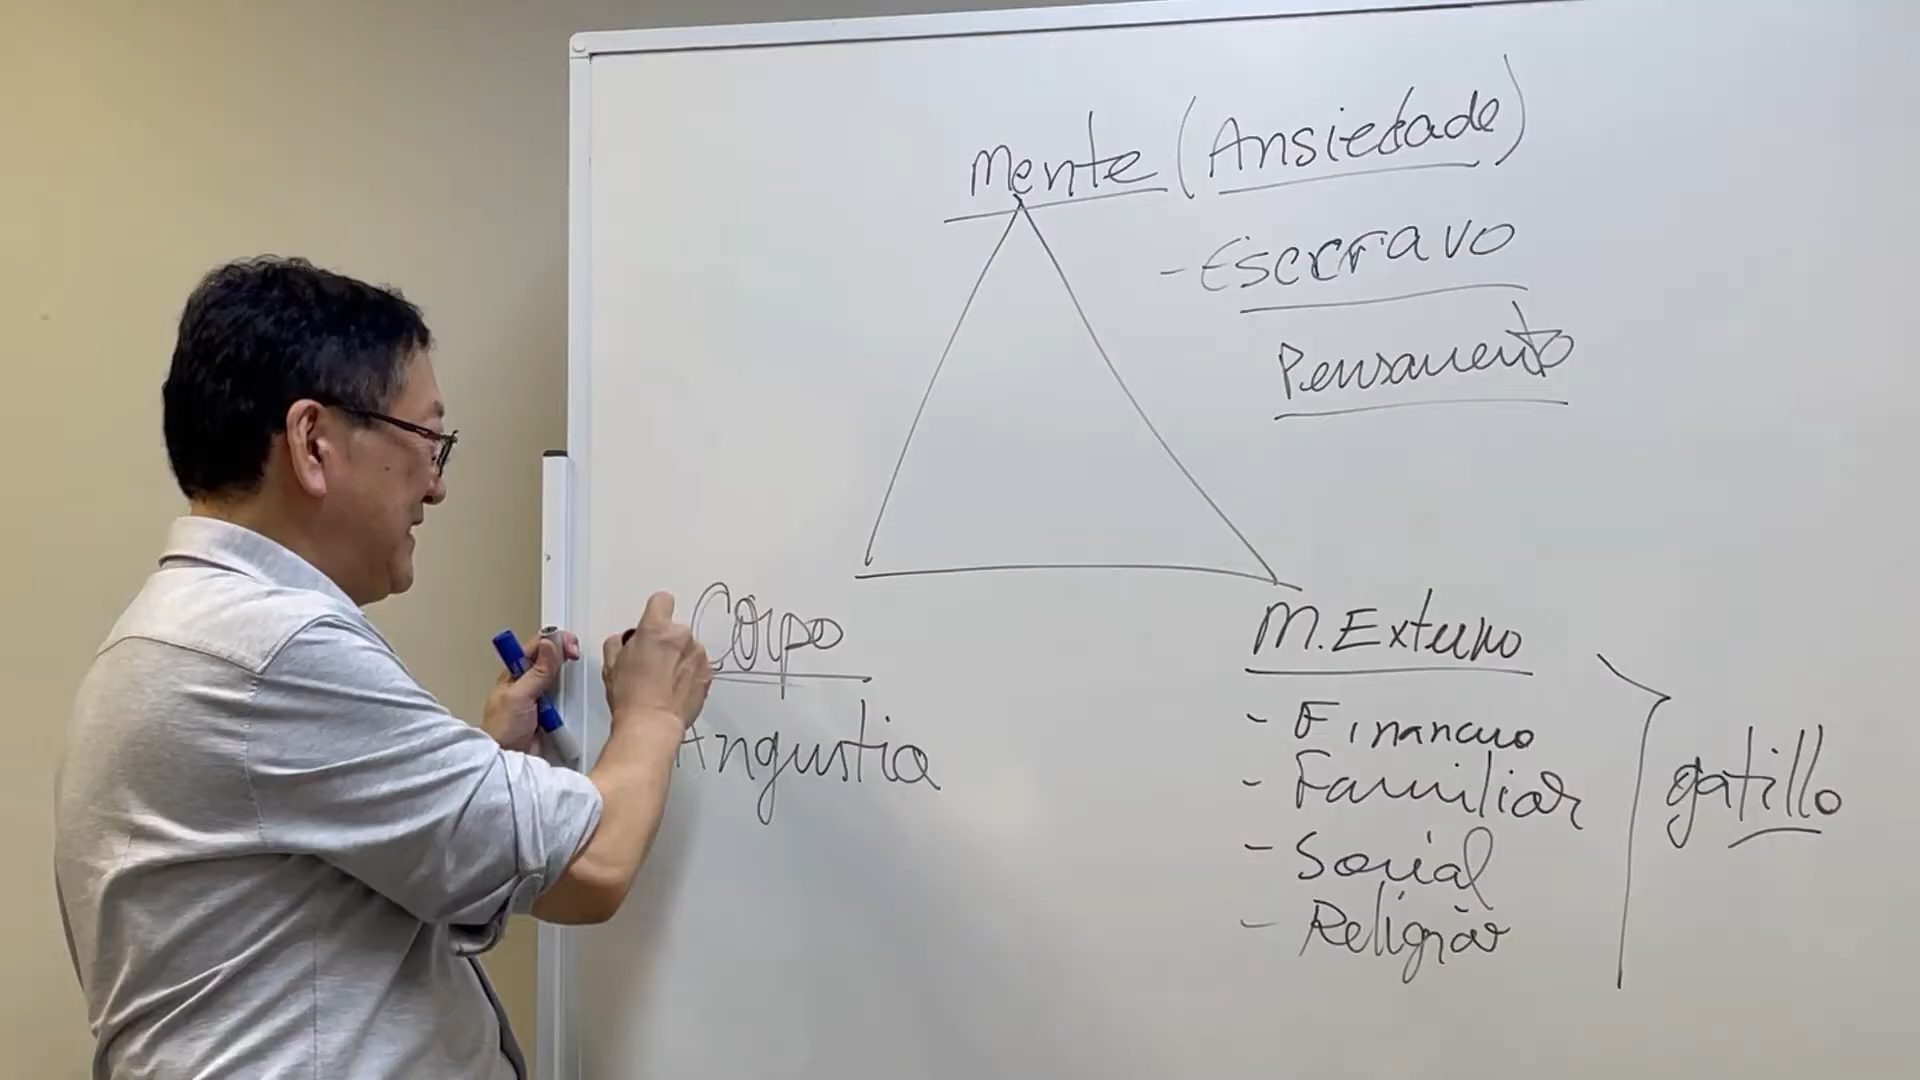 Mente (Ansiedade)
- Escravo
Pensamento
Corpo
Angustia
M. Externo
- Financeiro
- Familiar
- Social
- Religião
gatillo